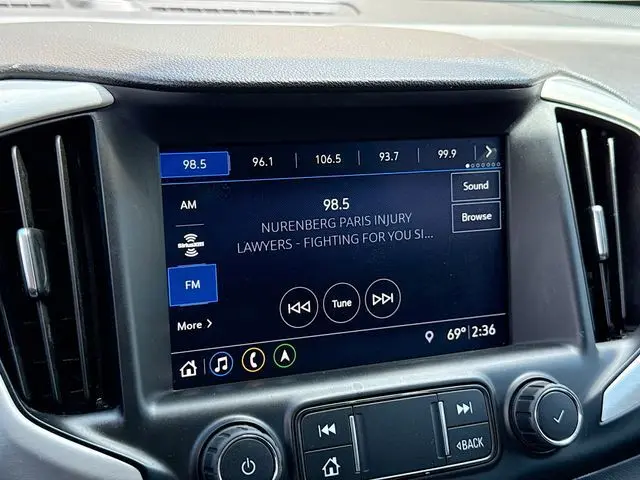 98.5 96.1 106.5 93.7 99.9
AM
SiriusXM
FM
More
98.5
NURENBERG PARIS INJURY
LAWYERS - FIGHTING FOR YOU SI...
Sound
Browse
Tune
69° 2:36
BACK